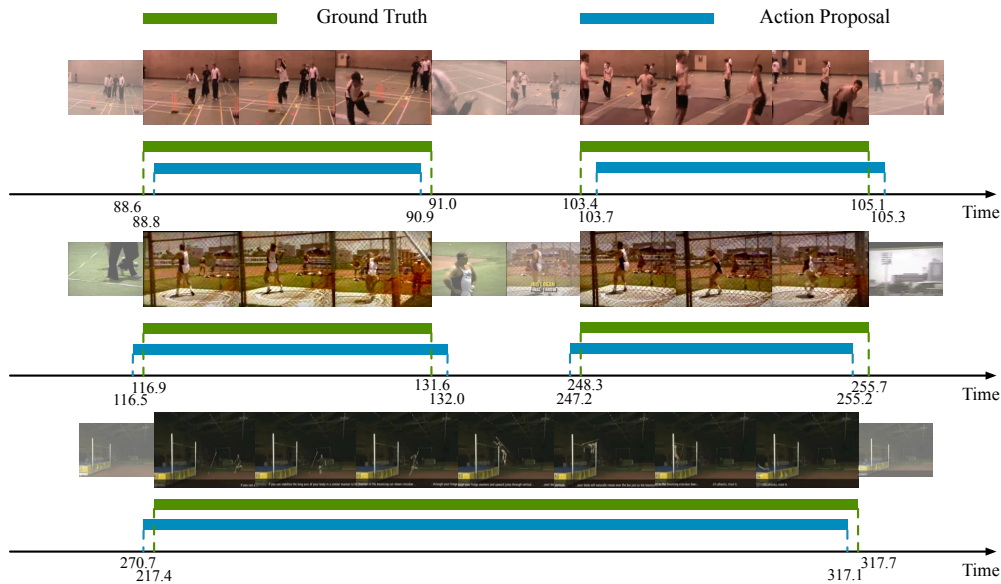 Ground Truth Action Proposal
88.6 91.0 103.4 105.1
88.8 90.9 103.7 105.3 Time
116.9 131.6 248.3 255.7
116.5 132.0 247.2 255.2 Time
270.7 317.7
217.4 317.1 Time